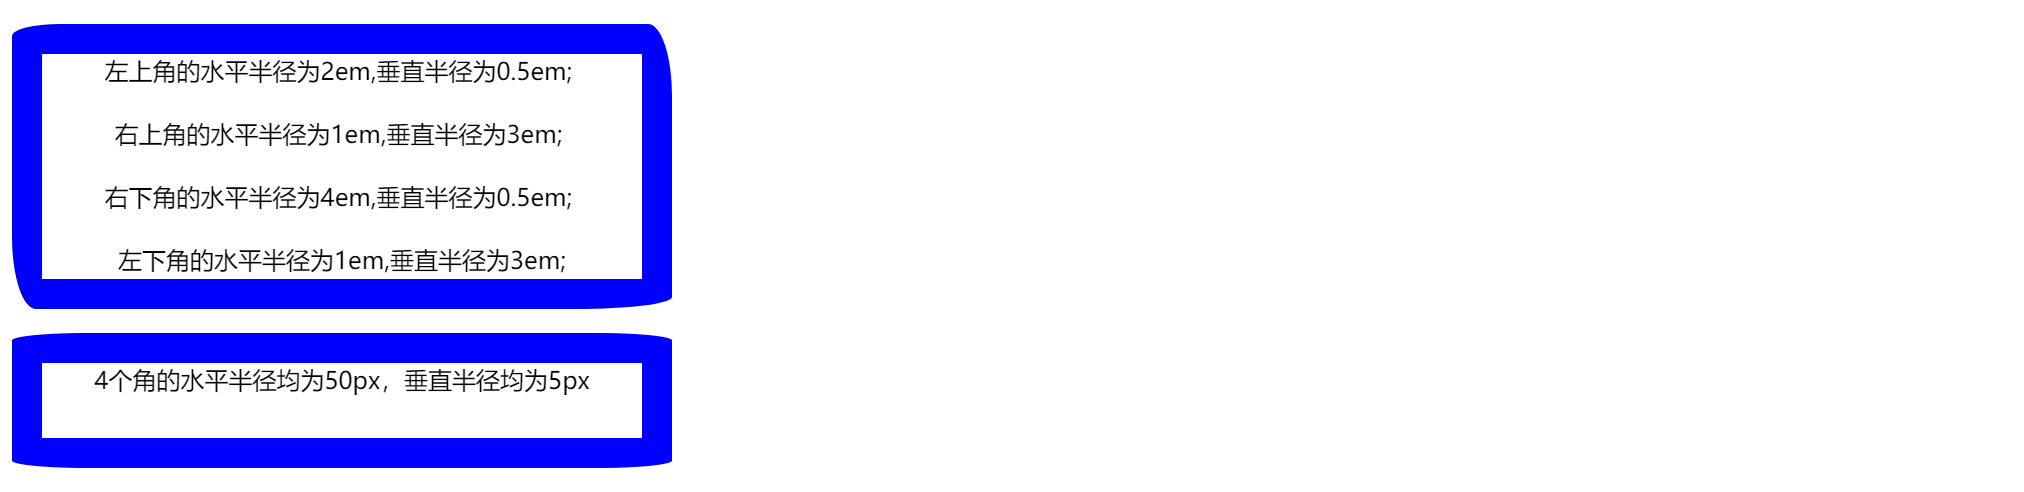 左上角的水平半径为2em,垂直半径为0.5em;
右上角的水平半径为1em,垂直半径为3em;
右下角的水平半径为4em,垂直半径为0.5em;
左下角的水平半径为1em,垂直半径为3em;
4个角的水平半径均为50px，垂直半径均为5px